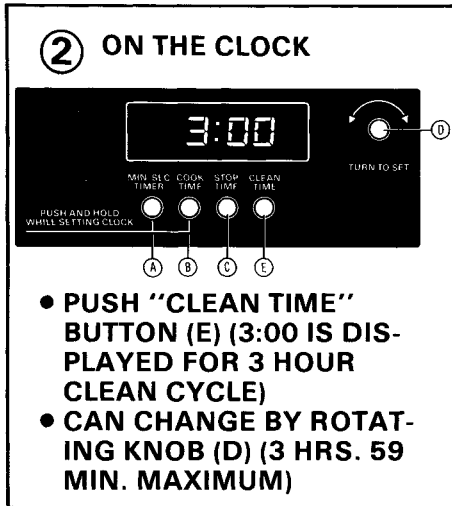 ② ON THE CLOCK
3:00
D
TURN TO SET
MIN SEC TIMER COOK TIME STOP TIME CLEAN TIME
PUSH AND HOLD
WHILE SETTING CLOCK
A B C E
● PUSH "CLEAN TIME"
BUTTON (E) (3:00 IS DIS-
PLAYED FOR 3 HOUR
CLEAN CYCLE)
● CAN CHANGE BY ROTAT-
ING KNOB (D) (3 HRS. 59
MIN. MAXIMUM)